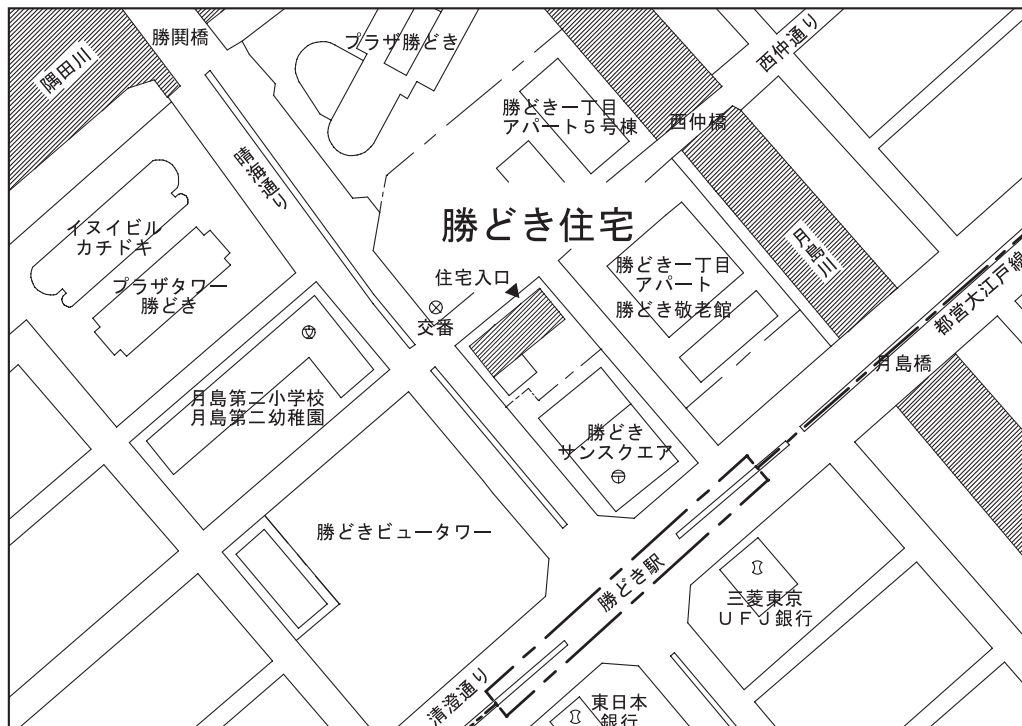 勝鬨橋
プラザ勝どき
西仲通り
隅田川
勝どき一丁目
アパート５号棟
西仲橋
晴海通り
イヌイビル
カチドキ
勝どき住宅
月島川
プラザタワー
勝どき
住宅入口
勝どき一丁目
アパート
勝どき敬老館
都営大江戸線
交番
月島橋
月島第二小学校
月島第二幼稚園
勝どき
サンスクエア
勝どきビュータワー
勝どき駅
三菱東京
ＵＦＪ銀行
清澄通り
東日本
銀行